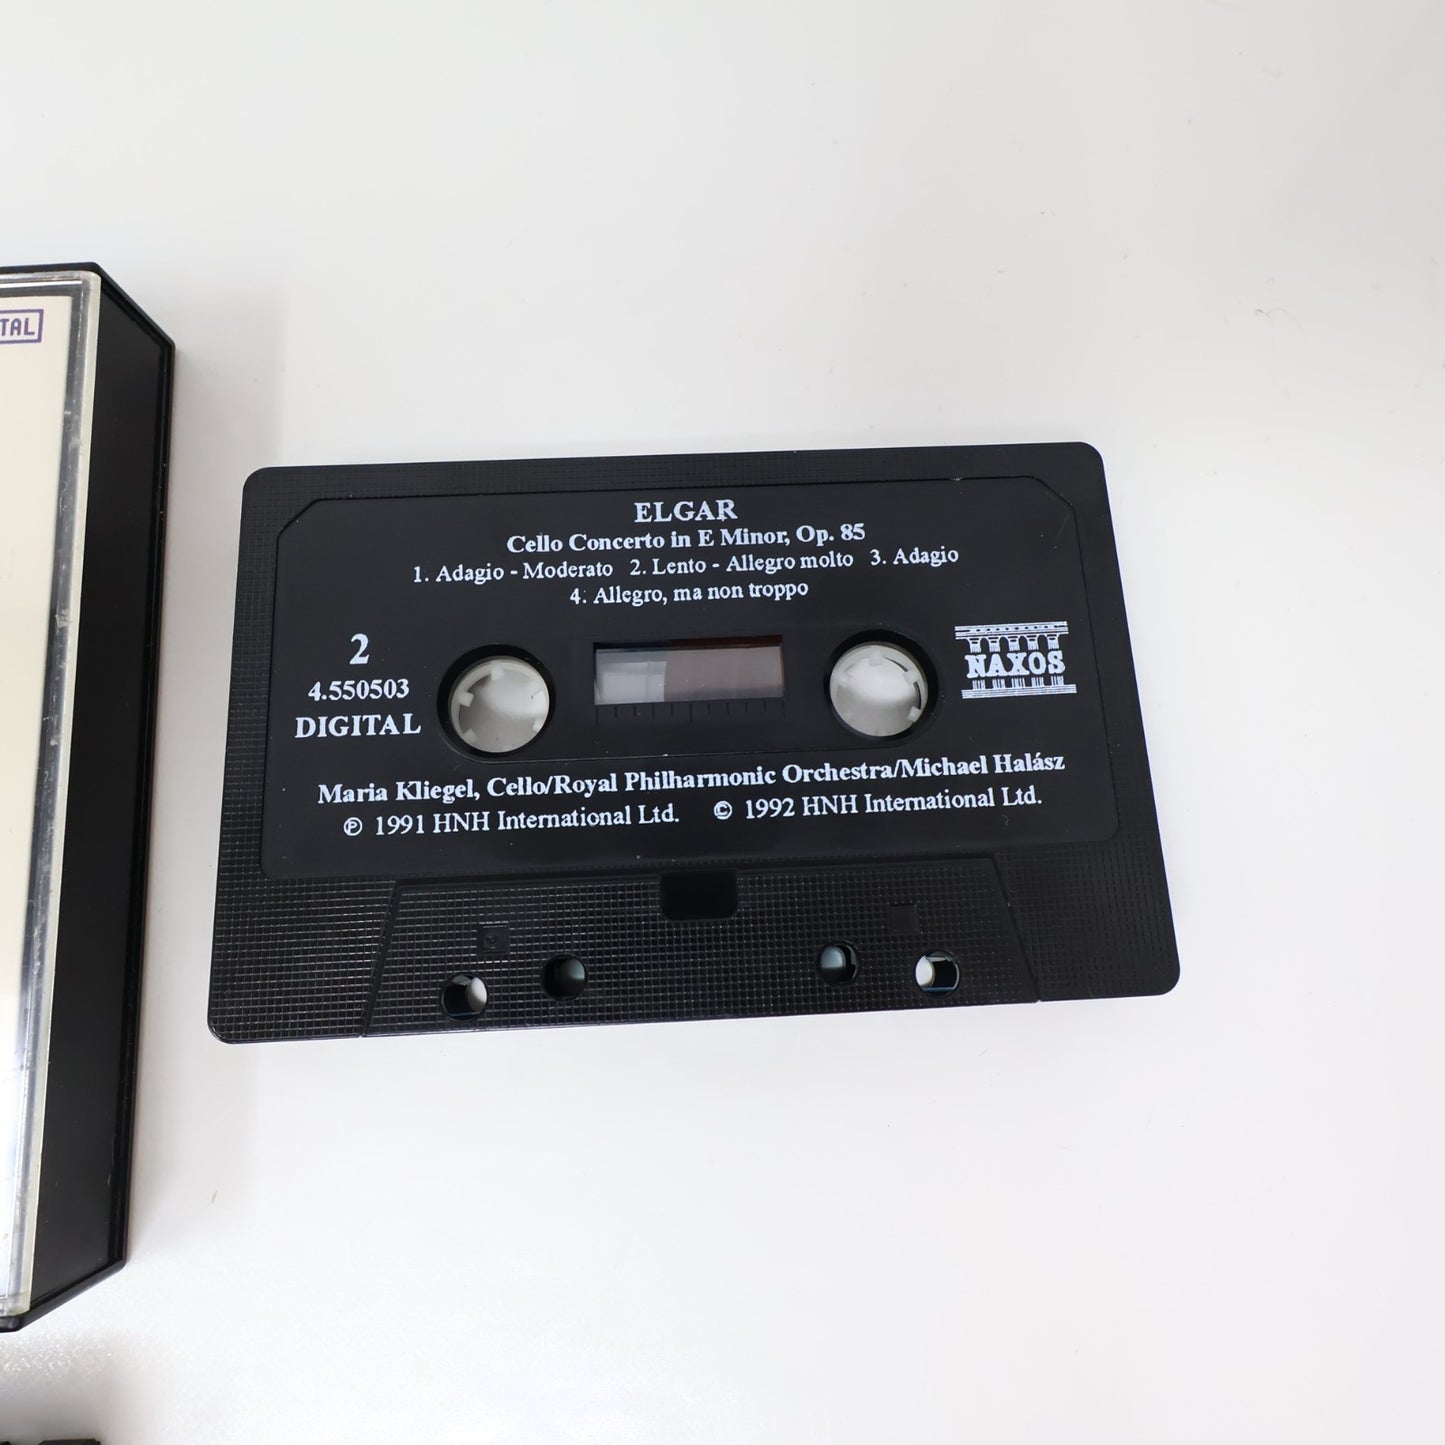 TAL
ELGAR
Cello Concerto in E Minor, Op. 85
1. Adagio - Moderato 2. Lento - Allegro molto 3. Adagio
4. Allegro, ma non troppo
2
4.550503
DIGITAL
NAXOS
Maria Kliegel, Cello/Royal Philharmonic Orchestra/Michael Halász
℗ 1991 HNH International Ltd. © 1992 HNH International Ltd.